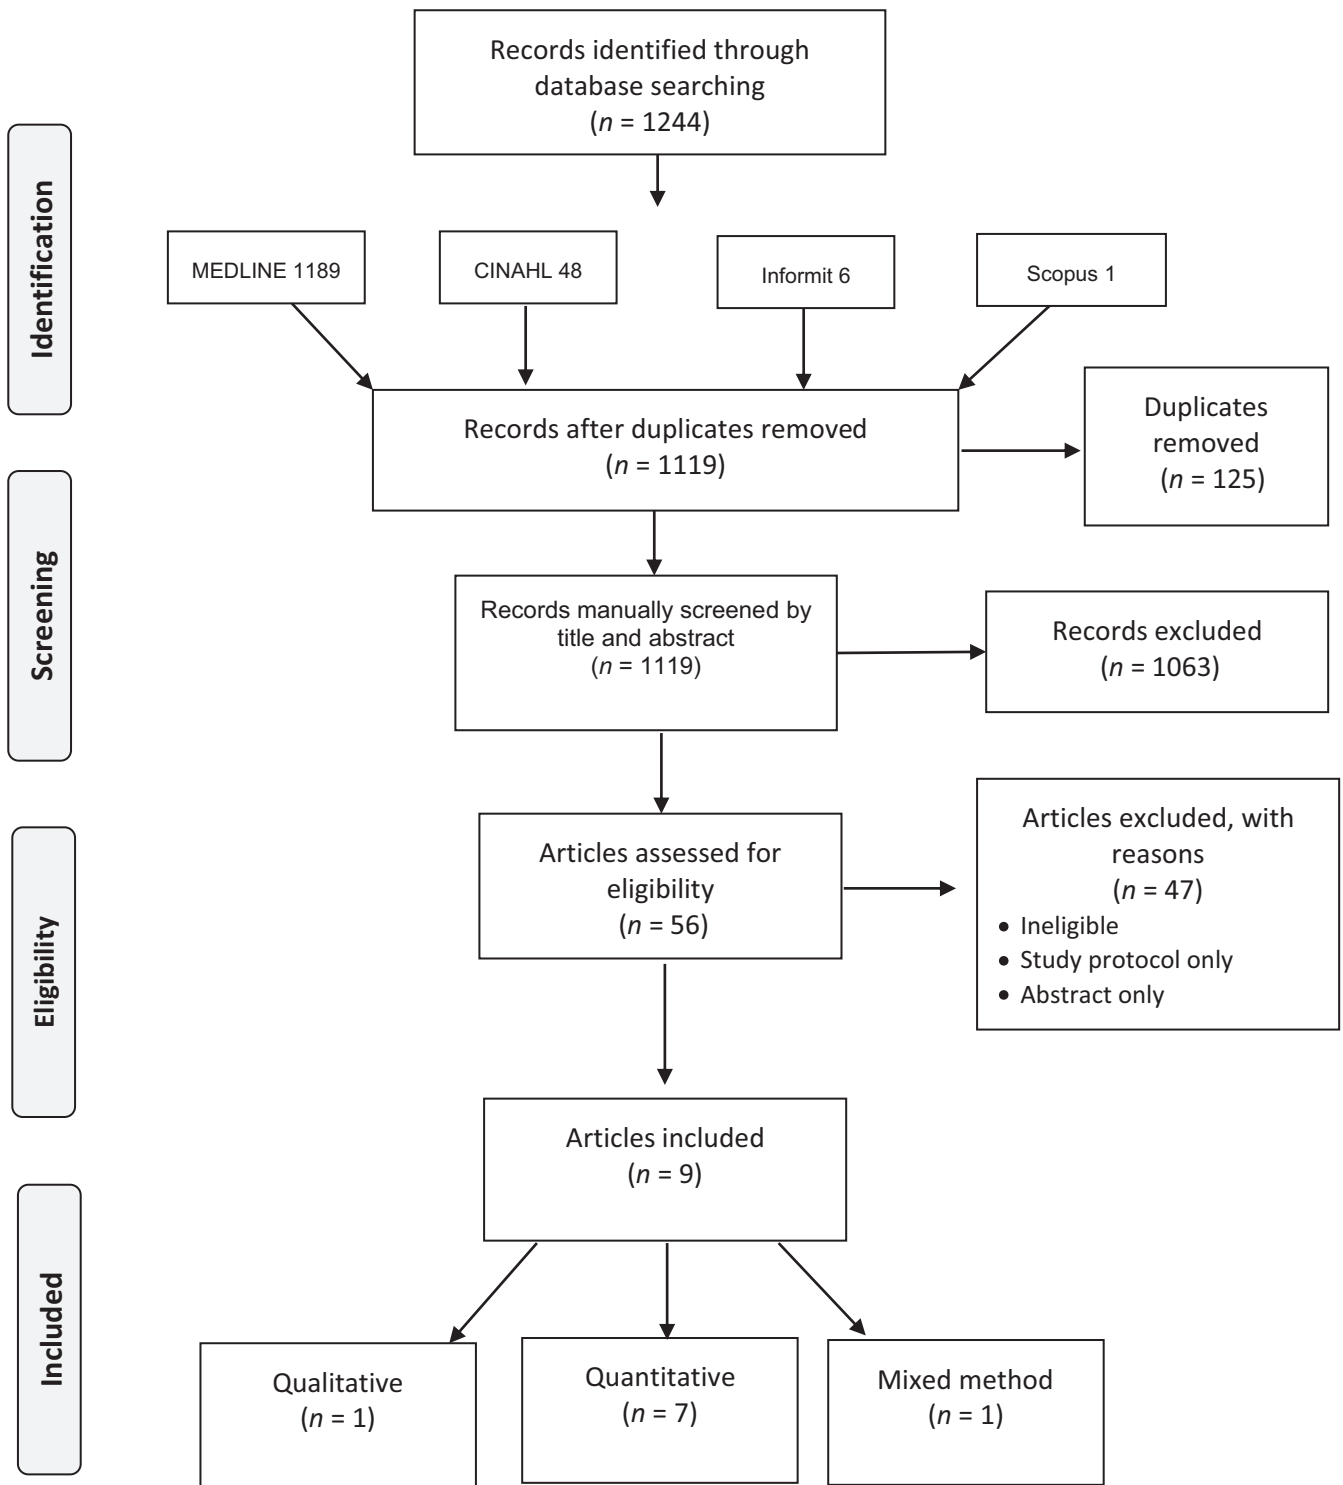 Records identified through
database searching
(n = 1244)
Identification
MEDLINE 1189
CINAHL 48
Informit 6
Scopus 1
Records after duplicates removed
(n = 1119)
Duplicates
removed
(n = 125)
Screening
Records manually screened by
title and abstract
(n = 1119)
Records excluded
(n = 1063)
Eligibility
Articles assessed for
eligibility
(n = 56)
Articles excluded, with
reasons
(n = 47)
• Ineligible
• Study protocol only
• Abstract only
Included
Articles included
(n = 9)
Qualitative
(n = 1)
Quantitative
(n = 7)
Mixed method
(n = 1)